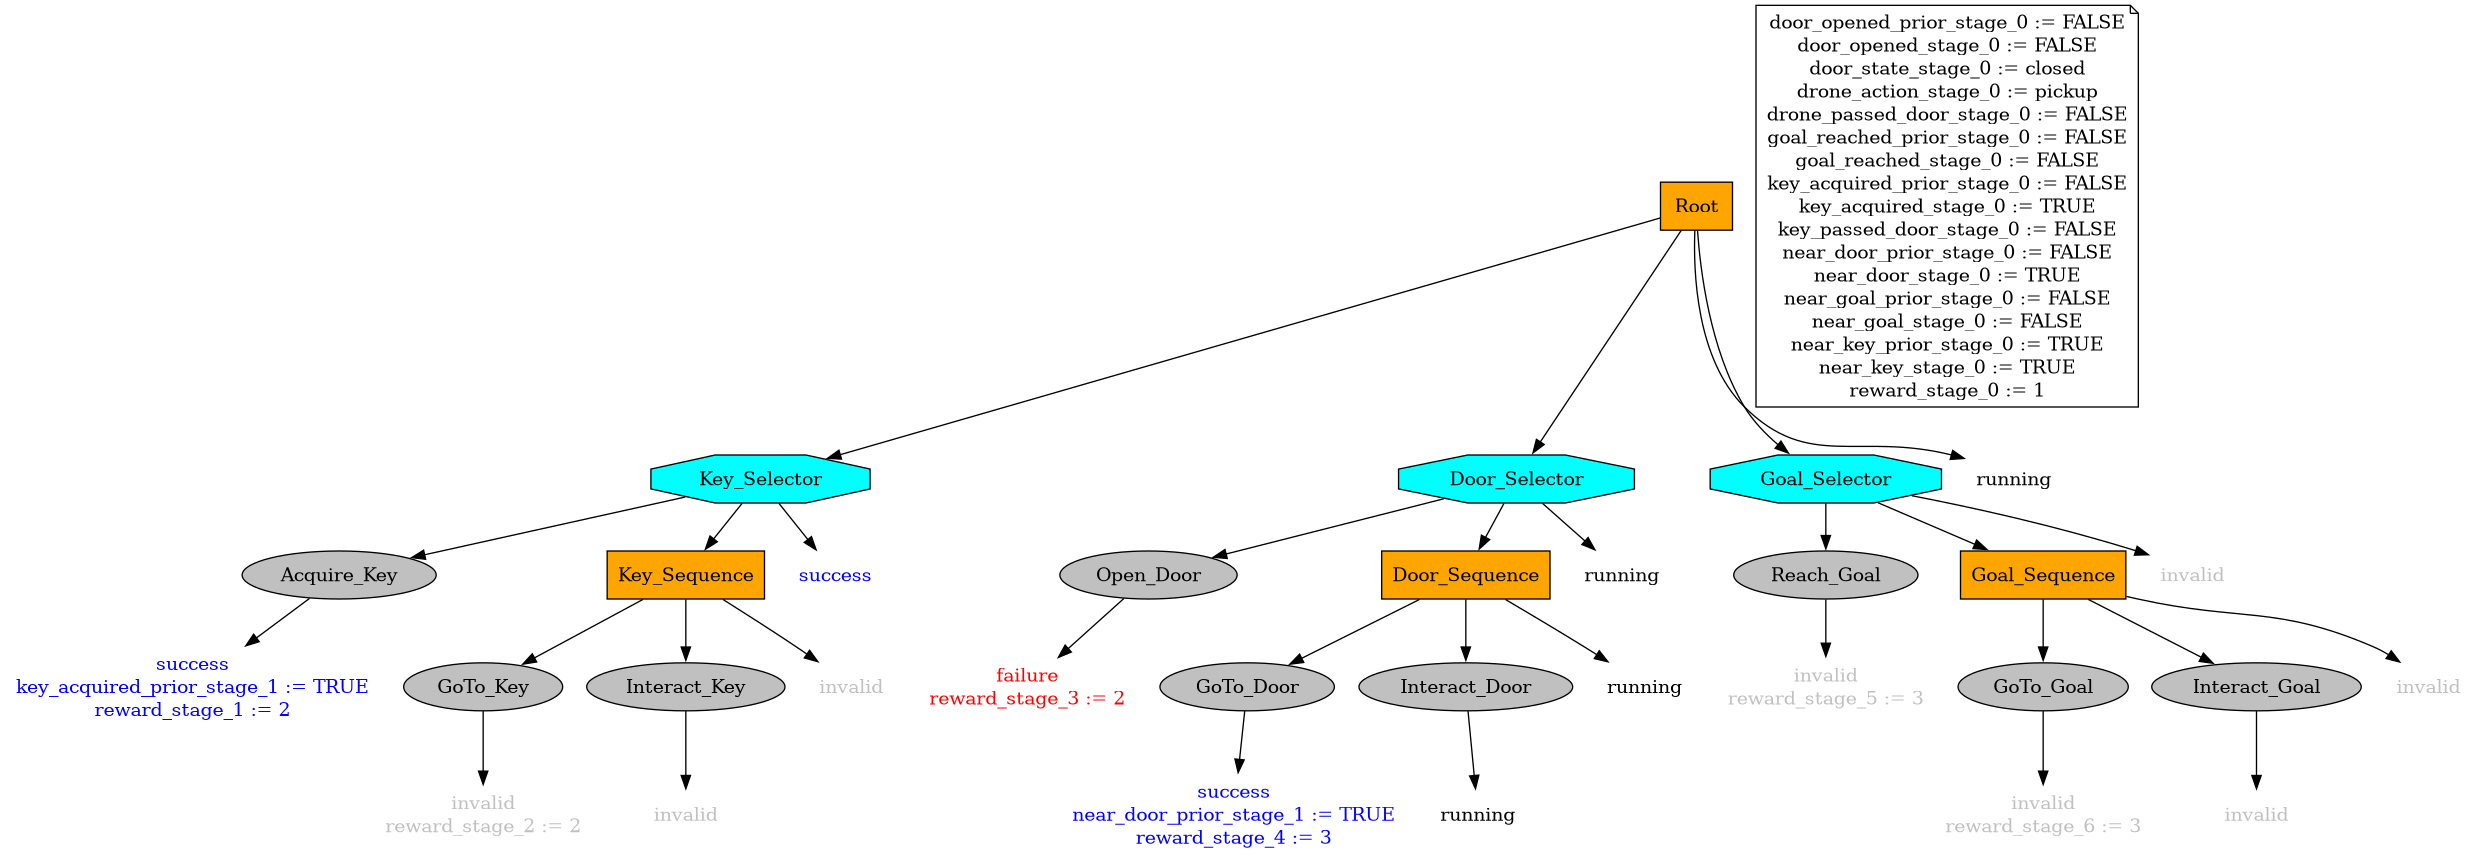 door_opened_prior_stage_0 := FALSE
door_opened_stage_0 := FALSE
door_state_stage_0 := closed
drone_action_stage_0 := pickup
drone_passed_door_stage_0 := FALSE
goal_reached_prior_stage_0 := FALSE
goal_reached_stage_0 := FALSE
key_acquired_prior_stage_0 := FALSE
key_acquired_stage_0 := TRUE
key_passed_door_stage_0 := FALSE
near_door_prior_stage_0 := FALSE
near_door_stage_0 := TRUE
near_goal_prior_stage_0 := FALSE
near_goal_stage_0 := FALSE
near_key_prior_stage_0 := TRUE
near_key_stage_0 := TRUE
reward_stage_0 := 1
Root
Key_Selector
Door_Selector
Goal_Selector
running
Acquire_Key
Key_Sequence
success
Open_Door
Door_Sequence
running
Reach_Goal
Goal_Sequence
invalid
success
key_acquired_prior_stage_1 := TRUE
reward_stage_1 := 2
GoTo_Key
Interact_Key
invalid
failure
reward_stage_3 := 2
GoTo_Door
Interact_Door
running
invalid
reward_stage_5 := 3
GoTo_Goal
Interact_Goal
invalid
invalid
reward_stage_2 := 2
invalid
success
near_door_prior_stage_1 := TRUE
reward_stage_4 := 3
running
invalid
reward_stage_6 := 3
invalid